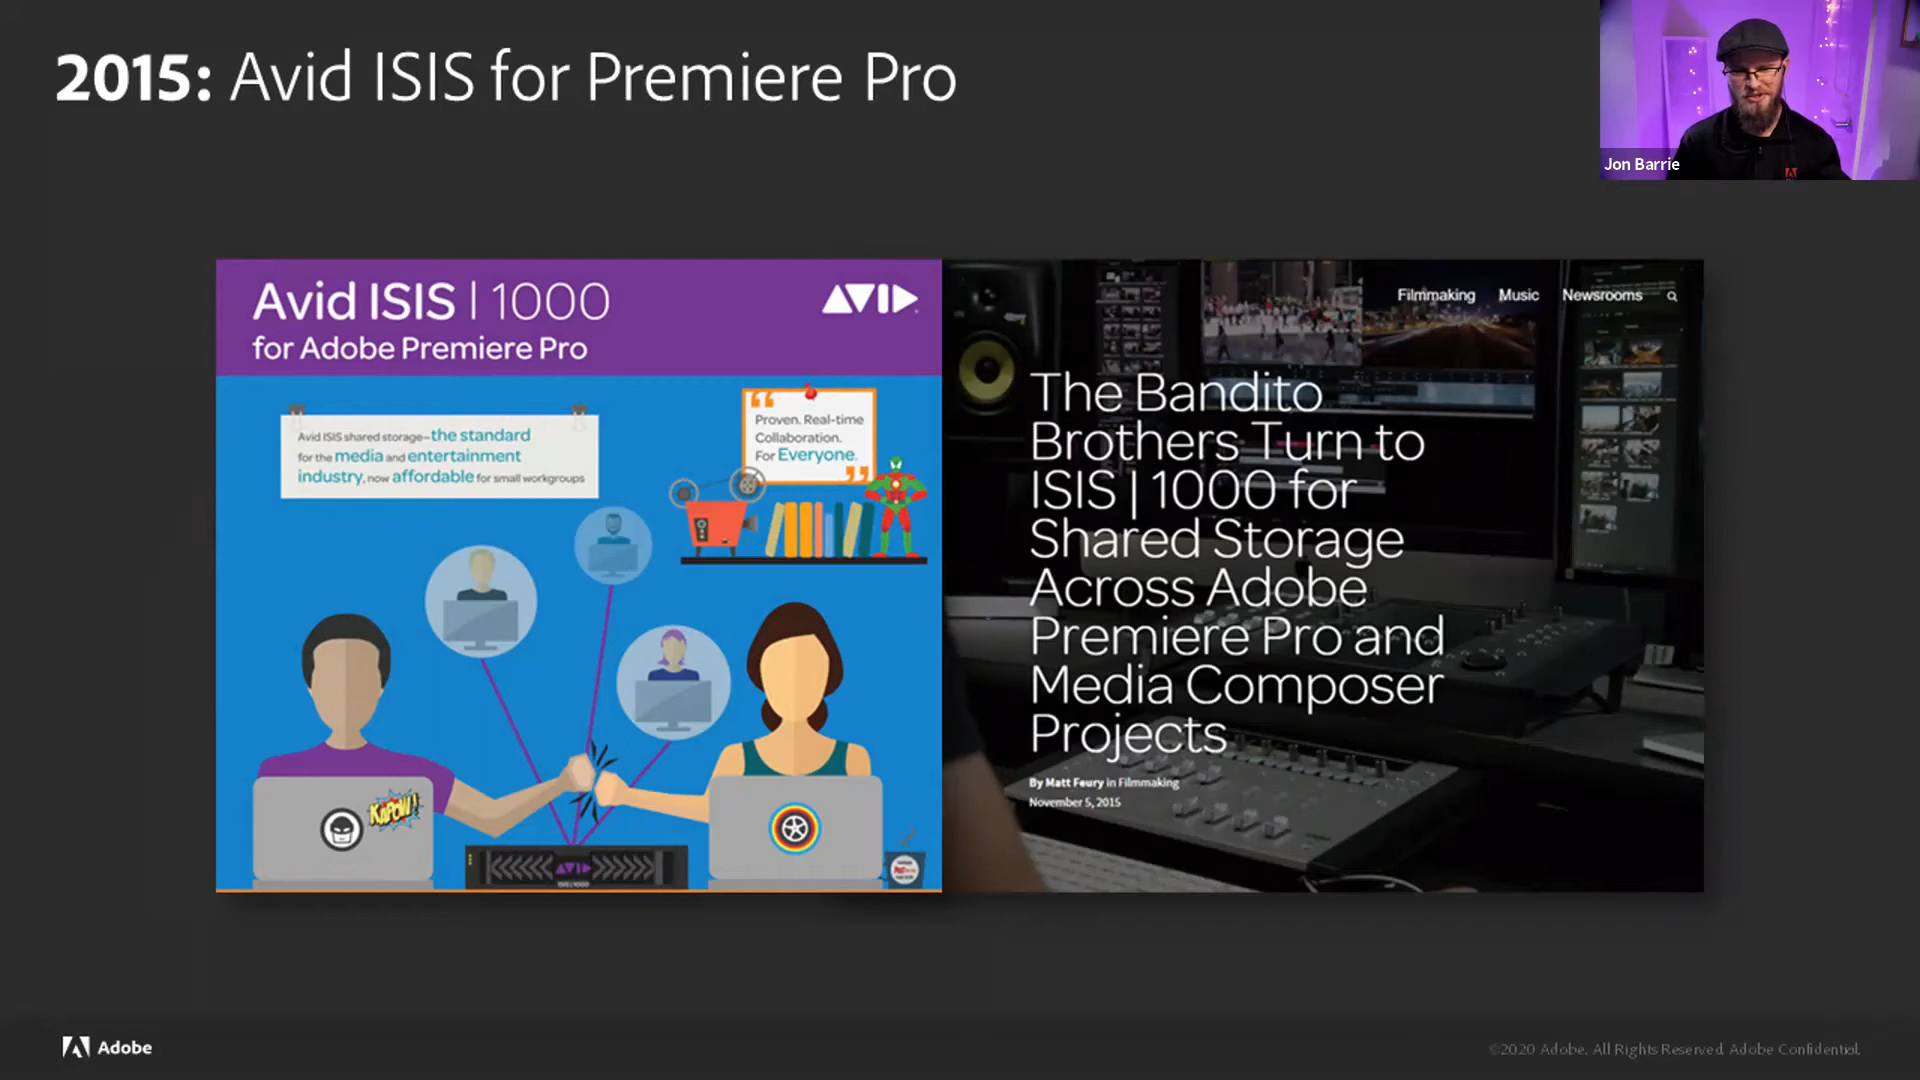 2015: Avid ISIS for Premiere Pro
Jon Barrie
Avid ISIS | 1000
for Adobe Premiere Pro
AVID
Avid ISIS shared storage–the standard
for the media and entertainment
industry, now affordable for small workgroups
“
Proven. Real-time
Collaboration.
For Everyone.
”
KAPOW!
AVID
ISIS | 1000
Filmmaking Music Newsrooms
The Bandito
Brothers Turn to
ISIS | 1000 for
Shared Storage
Across Adobe
Premiere Pro and
Media Composer
Projects
By Matt Feury in Filmmaking
November 5, 2015
Adobe
©2020 Adobe. All Rights Reserved. Adobe Confidential.